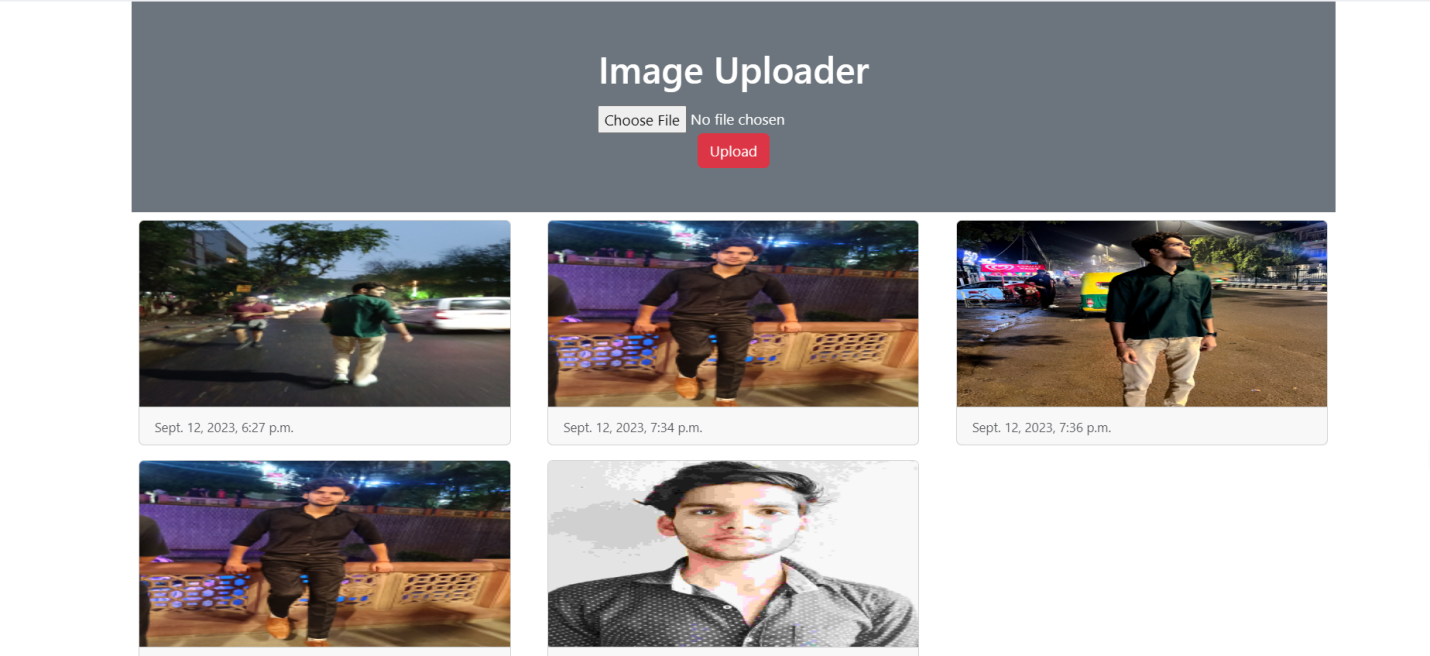 Image Uploader
Choose File No file chosen
Upload
Sept. 12, 2023, 6:27 p.m.
Sept. 12, 2023, 7:34 p.m.
Sept. 12, 2023, 7:36 p.m.